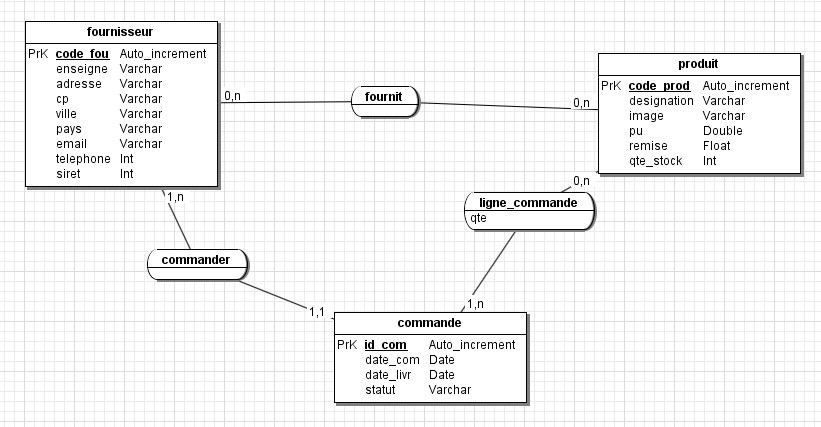 fournisseur
PrK code_fou Auto_increment
enseigne Varchar
adresse Varchar
cp Varchar
ville Varchar
pays Varchar
email Varchar
telephone Int
siret Int
0,n
fournit
0,n
produit
PrK code_prod Auto_increment
designation Varchar
image Varchar
pu Double
remise Float
qte_stock Int
1,n
commander
1,1
0,n
ligne_commande
qte
1,n
commande
PrK id_com Auto_increment
date_com Date
date_livr Date
statut Varchar